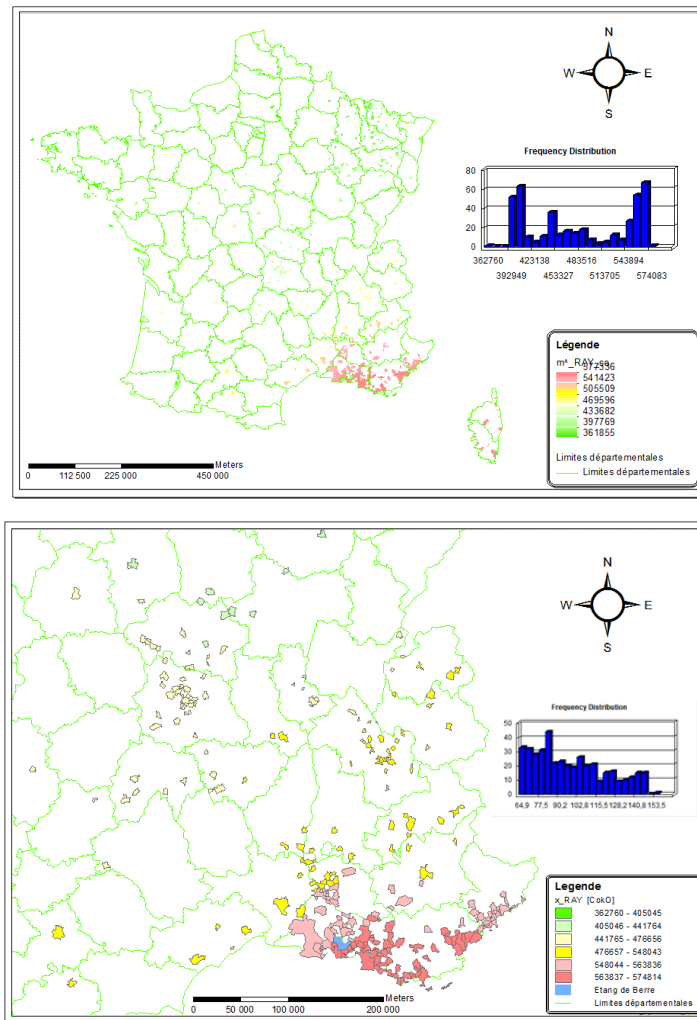 N
W E
S
Frequency Distribution
80
60
40
20
0
362760 423138 483516 543894
392949 453327 513705 574083
Légende
541423
505509
469596
433682
397769
361855
Limites départementales
Limites départementales
Meters
0 112 500 225 000 450 000
N
W E
S
Frequency Distribution
50
40
30
20
10
0
64,9 77,5 90,2 102,8 115,5 128,2 140,8 153,5
Legende
x_RAY [CokO]
362760 - 405045
405046 - 441764
441765 - 476656
476657 - 548043
548044 - 563836
563837 - 574814
Etang de Berre
Limites départementales
Meters
0 50 000 100 000 200 000